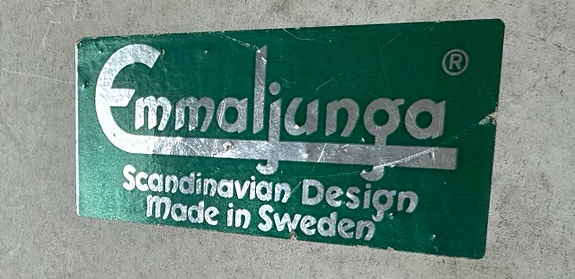 Emmaljunga ®
Scandinavian Design
Made in Sweden